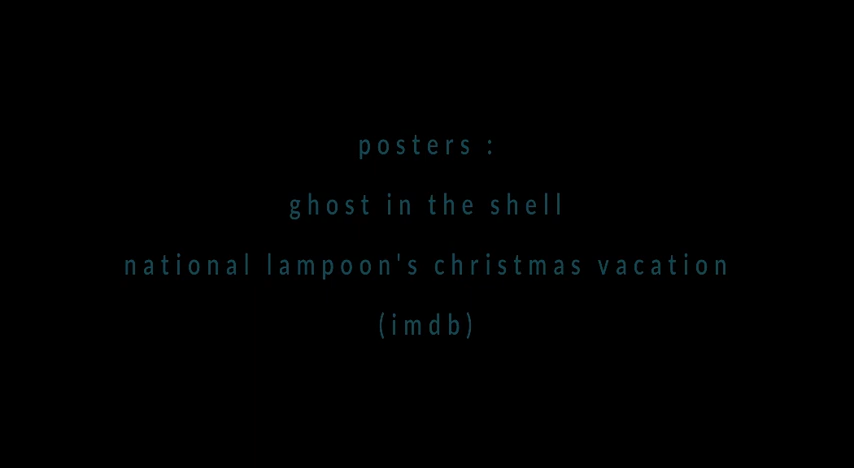 posters :
ghost in the shell
national lampoon's christmas vacation
(imdb)